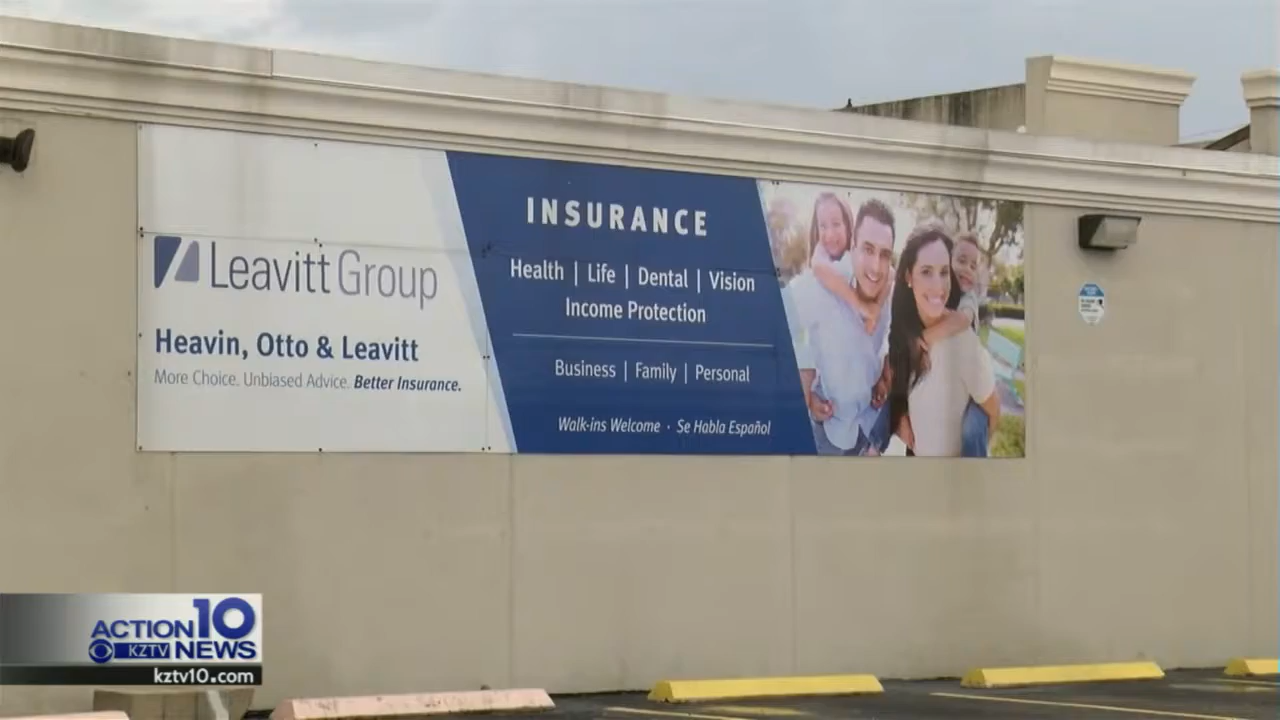 Leavitt Group
Heavin, Otto & Leavitt
More Choice. Unbiased Advice. Better Insurance.
INSURANCE
Health | Life | Dental | Vision
Income Protection
Business | Family | Personal
Walk-ins Welcome · Se Habla Español
ACTION 10
KZTV NEWS
kztv10.com